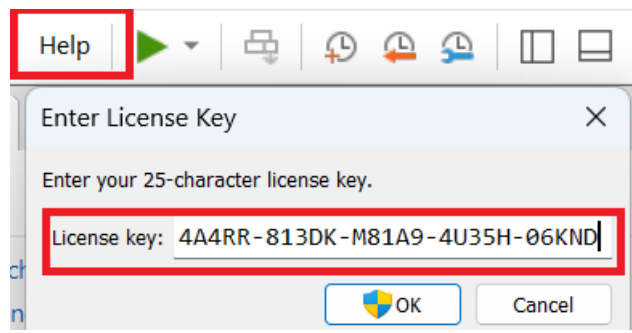 Help
Enter License Key
Enter your 25-character license key.
License key: 4A4RR-813DK-M81A9-4U35H-06KND
ch
OK Cancel
n